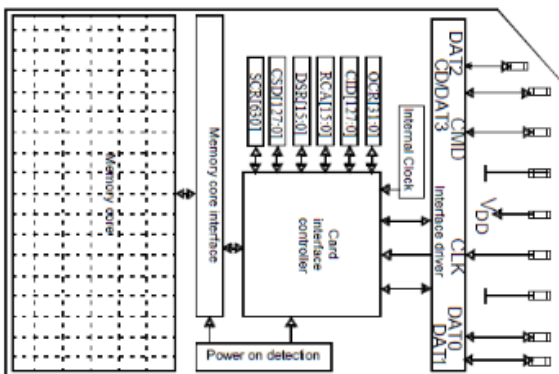 Memory core
Memory core interface
SCR[63:0]
CSD[127:0]
DSR[15:0]
RCA[15:0]
CID[127:0]
OCR[31:0]
Internal Clock
Card
interface
controller
Power on detection
Interface driver
DAT2
CD/DAT3
CMD
VDD
CLK
DAT0
DAT1